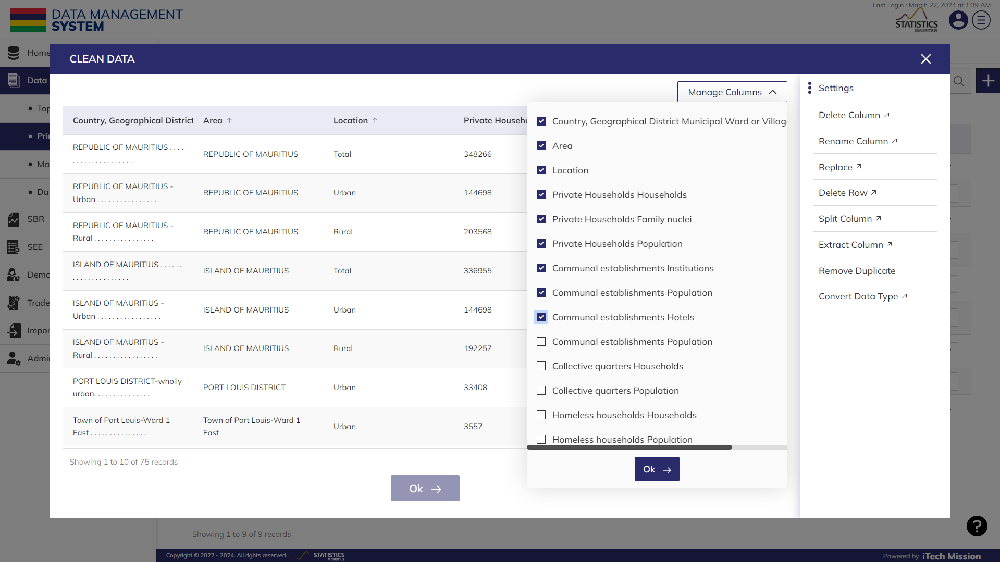 Last Login : March 22, 2024 at 1:39 AM
DATA MANAGEMENT
SYSTEM
STATISTICS
MAURITIUS
Home
CLEAN DATA
Data
Manage Columns
Settings
Top
Country, Geographical District
Area
Location
Private Househo
Country, Geographical District Municipal Ward or Village
Delete Column
Pri
REPUBLIC OF MAURITIUS . . . .
. . . . . . . . . . . . . . . .
REPUBLIC OF MAURITIUS
Total
348266
Area
Rename Column
Ma
Location
Replace
REPUBLIC OF MAURITIUS -
Urban . . . . . . . . . . . . . . . .
REPUBLIC OF MAURITIUS
Urban
144698
Private Households Households
Delete Row
Dat
SBR
Private Households Family nuclei
Split Column
REPUBLIC OF MAURITIUS -
Rural . . . . . . . . . . . . . . . .
REPUBLIC OF MAURITIUS
Rural
203568
Private Households Population
Extract Column
SEE
ISLAND OF MAURITIUS . . . . . .
. . . . . . . . . . . . . . .
ISLAND OF MAURITIUS
Total
336955
Communal establishments Institutions
Remove Duplicate
Demo
Communal establishments Population
Convert Data Type
Trade
ISLAND OF MAURITIUS -
Urban . . . . . . . . . . . . . . . . .
ISLAND OF MAURITIUS
Urban
144698
Communal establishments Hotels
Impor
ISLAND OF MAURITIUS -
Rural . . . . . . . . . . . . . . . . .
ISLAND OF MAURITIUS
Rural
192257
Communal establishments Population
Admin
Collective quarters Households
PORT LOUIS DISTRICT-wholly
urban. . . . . . . . . . . . . . .
PORT LOUIS DISTRICT
Urban
33408
Collective quarters Population
Homeless households Households
Town of Port Louis-Ward 1
East . . . . . . . . . . . . . . .
Town of Port Louis-Ward 1
East
Urban
3557
Homeless households Population
Showing 1 to 10 of 75 records
Ok
Ok
Showing 1 to 9 of 9 records
?
Copyright © 2022 - 2024. All rights reserved.
STATISTICS
MAURITIUS
Powered by iTech Mission